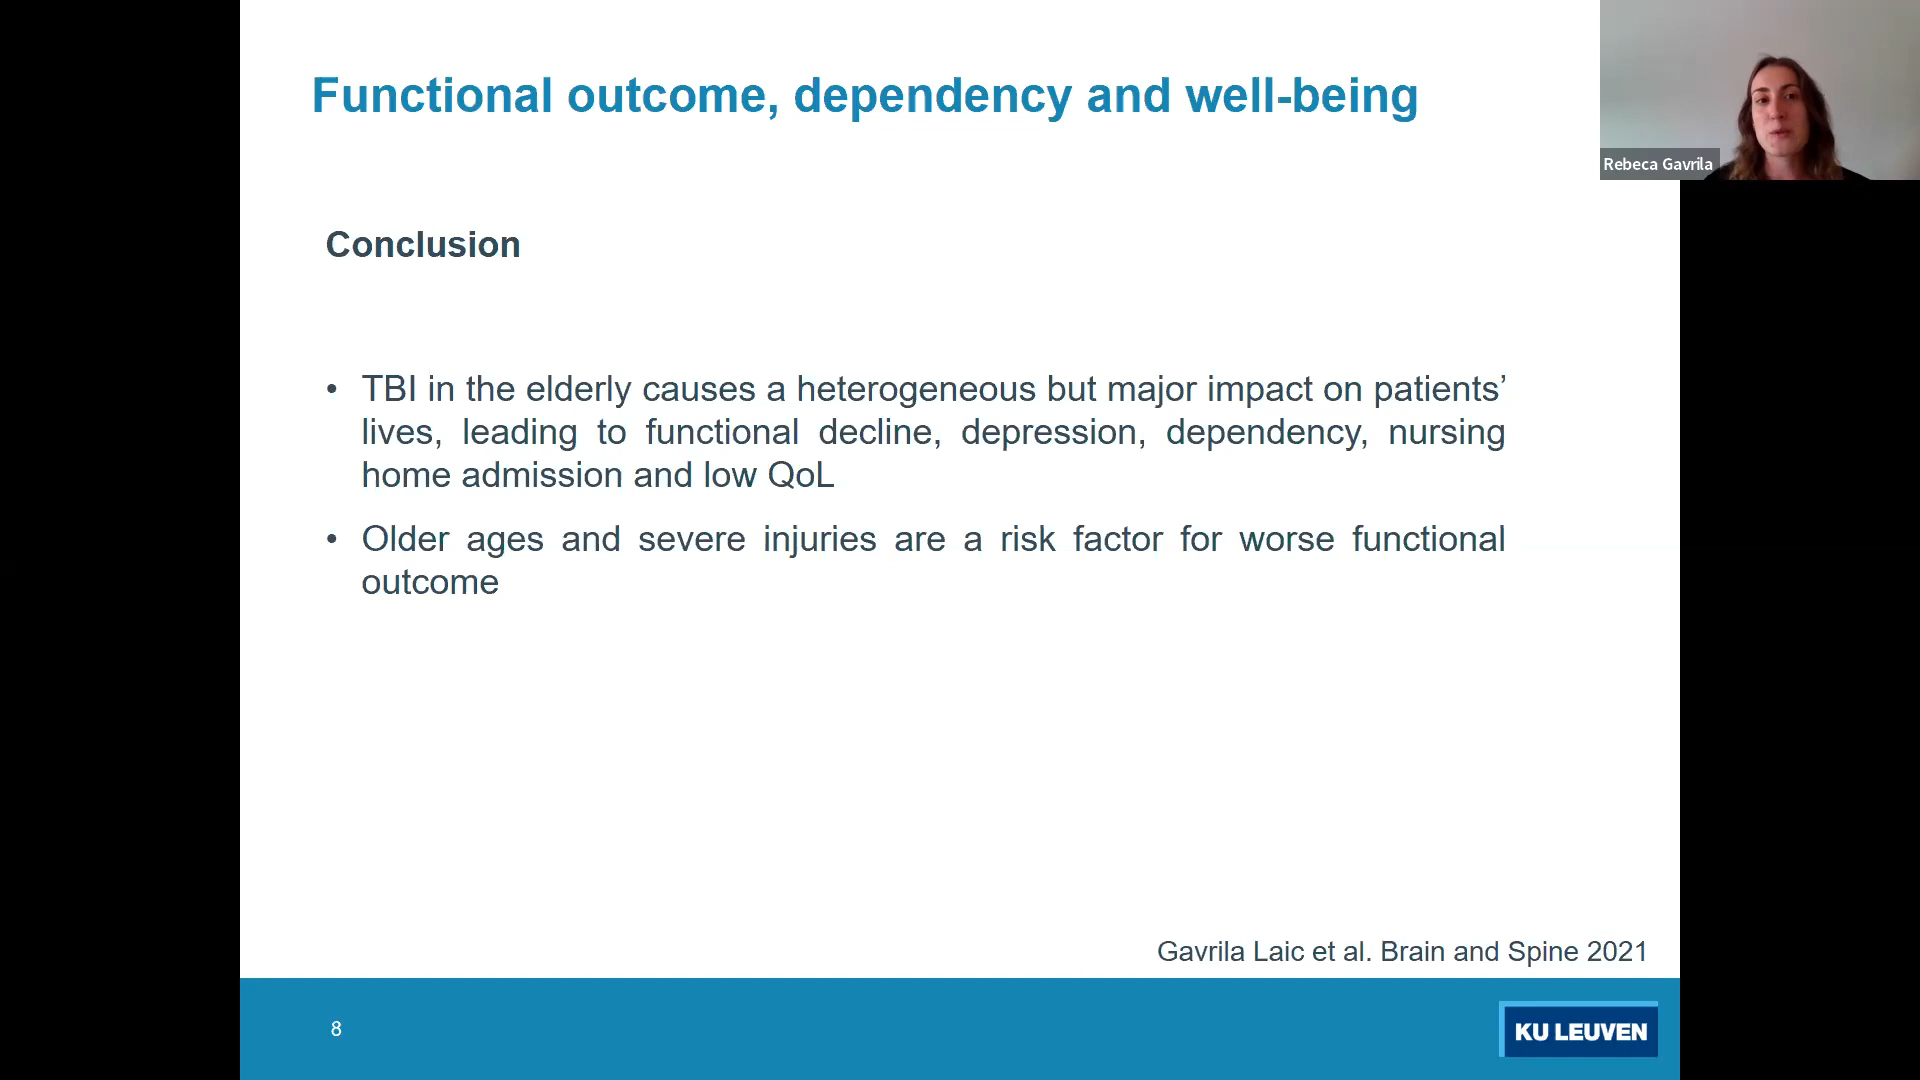 Functional outcome, dependency and well-being
Rebeca Gavrila
Conclusion
• TBI in the elderly causes a heterogeneous but major impact on patients’
lives, leading to functional decline, depression, dependency, nursing
home admission and low QoL
• Older ages and severe injuries are a risk factor for worse functional
outcome
Gavrila Laic et al. Brain and Spine 2021
8
KU LEUVEN